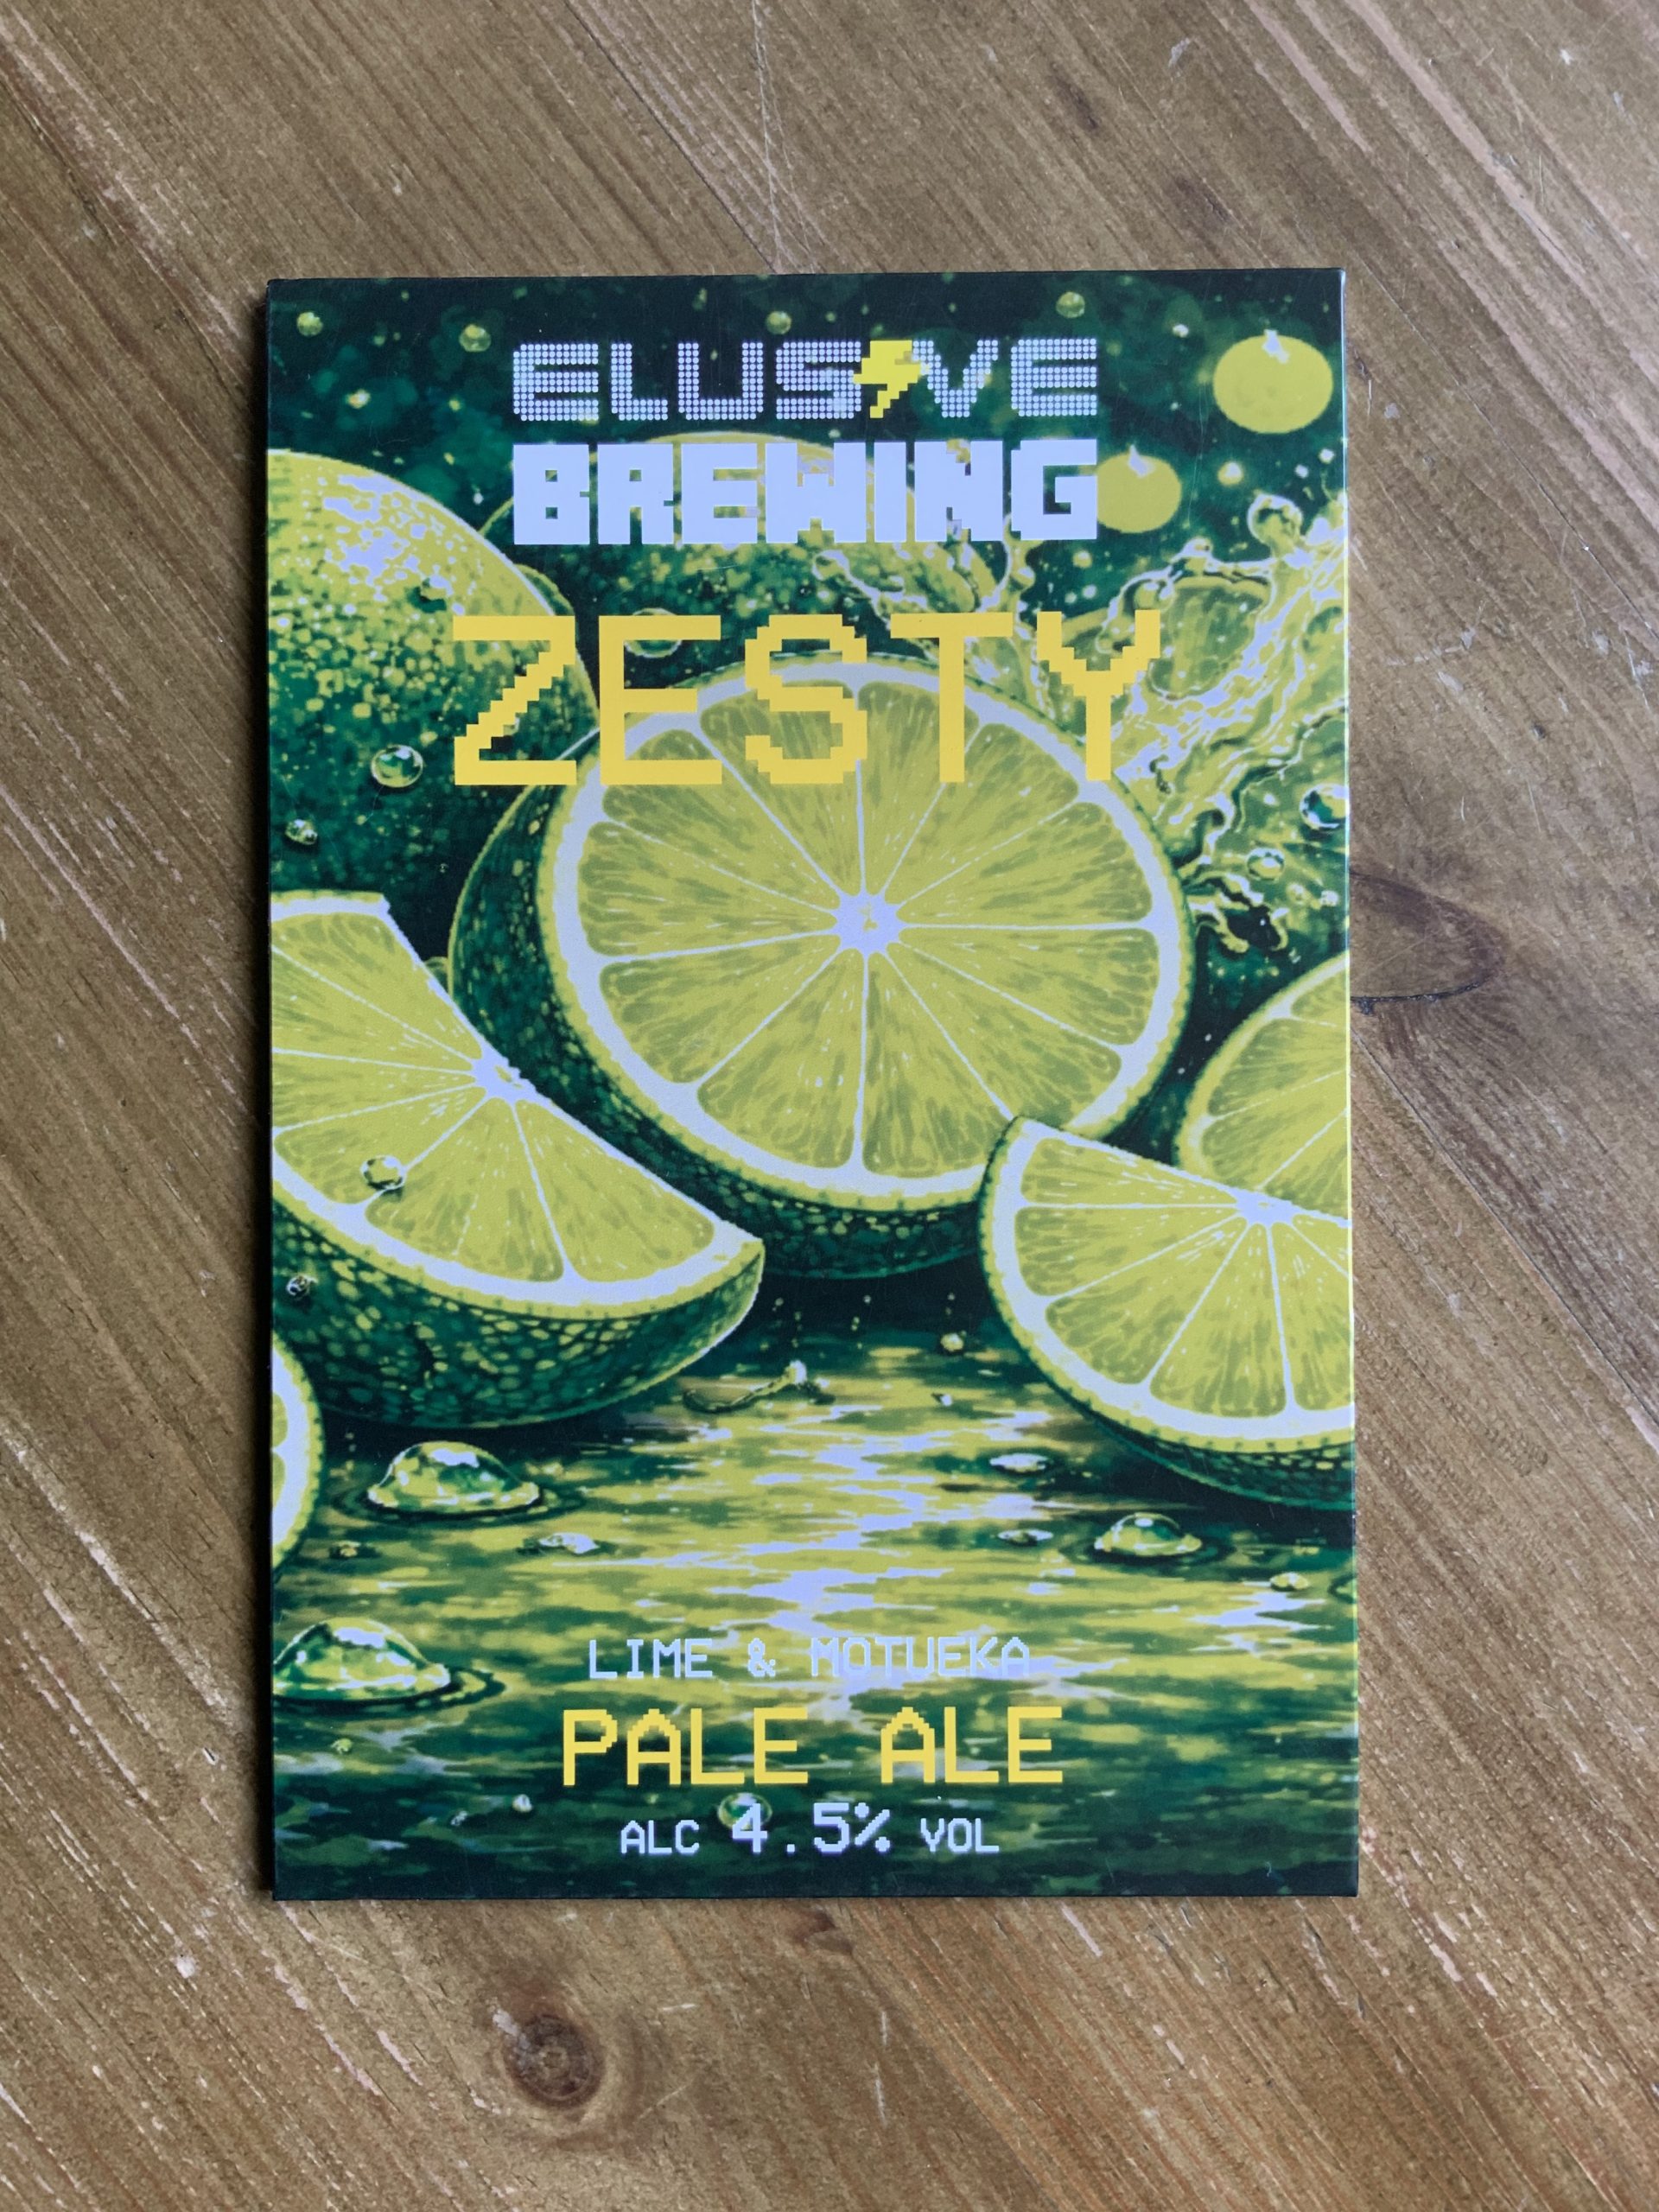 ELUSIVE
BREWING
ZESTY
LIME & MOTUEKA
PALE ALE
ALC 4.5% VOL